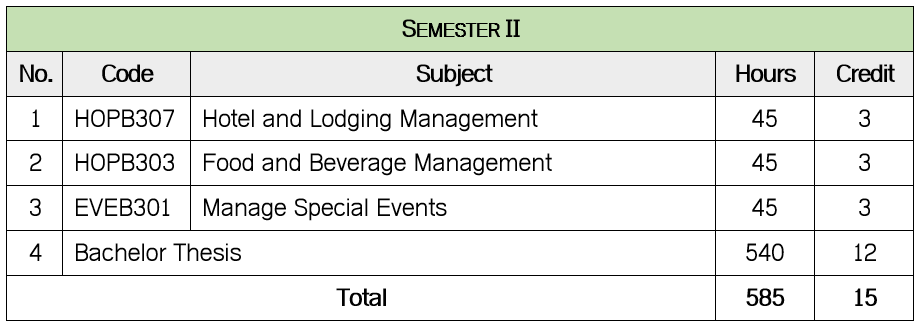 SEMESTER II
No. Code Subject Hours Credit
1 HOPB307 Hotel and Lodging Management 45 3
2 HOPB303 Food and Beverage Management 45 3
3 EVEB301 Manage Special Events 45 3
4 Bachelor Thesis 540 12
Total 585 15